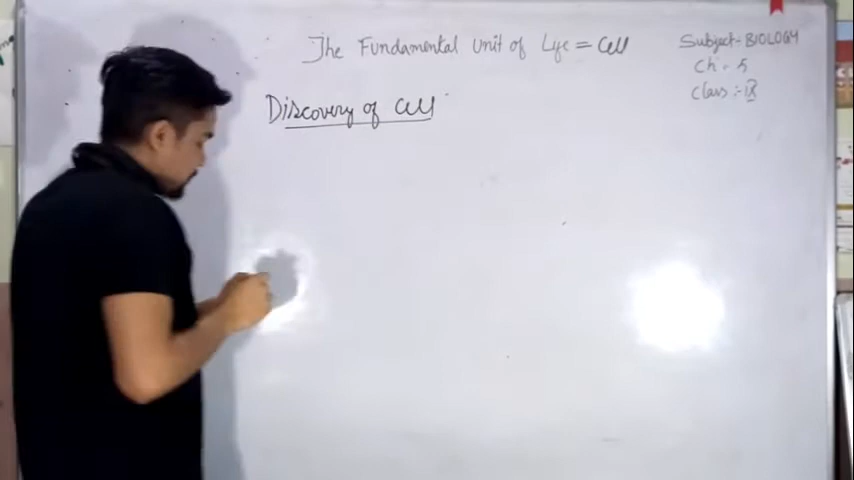 The Fundamental Unit of Life = Cell
Subject - BIOLOGY
Ch - 5
Class :- IX
Discovery of Cell